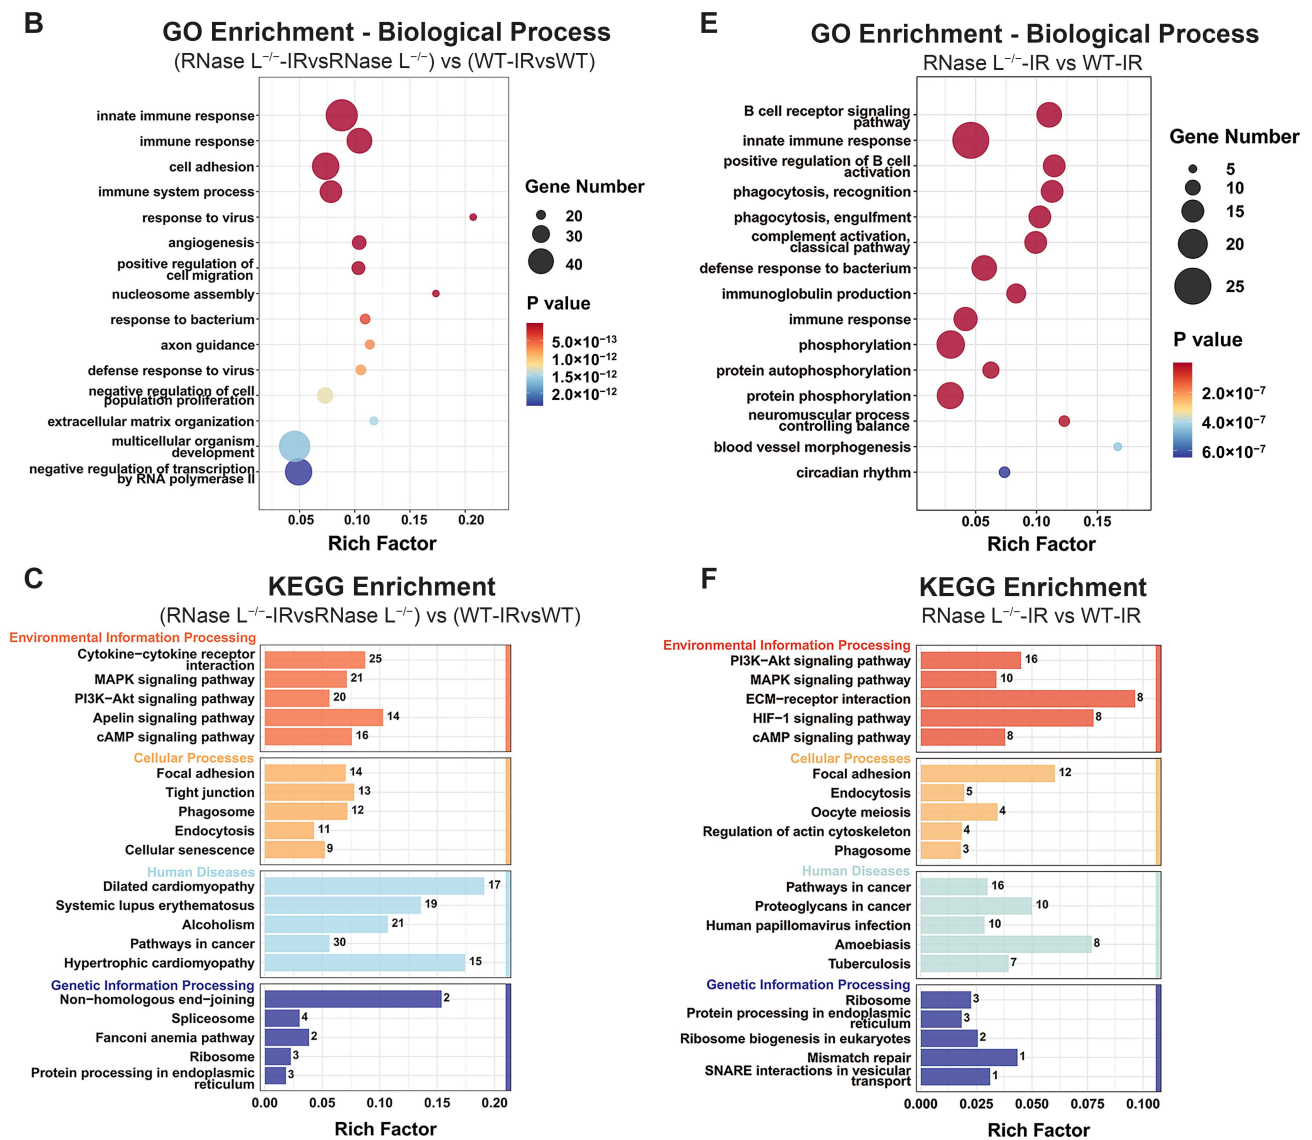 B
GO Enrichment - Biological Process
(RNase L⁻/⁻-IRvsRNase L⁻/⁻) vs (WT-IRvsWT)
innate immune response
immune response
cell adhesion
immune system process
response to virus
angiogenesis
positive regulation of
cell migration
nucleosome assembly
response to bacterium
axon guidance
defense response to virus
negative regulation of cell
population proliferation
extracellular matrix organization
multicellular organism
development
negative regulation of transcription
by RNA polymerase II
0.05 0.10 0.15 0.20
Rich Factor
Gene Number
20
30
40
P value
5.0×10⁻¹³
1.0×10⁻¹²
1.5×10⁻¹²
2.0×10⁻¹²
E
GO Enrichment - Biological Process
RNase L⁻/⁻-IR vs WT-IR
B cell receptor signaling
pathway
innate immune response
positive regulation of B cell
activation
phagocytosis, recognition
phagocytosis, engulfment
complement activation,
classical pathway
defense response to bacterium
immunoglobulin production
immune response
phosphorylation
protein autophosphorylation
protein phosphorylation
neuromuscular process
controlling balance
blood vessel morphogenesis
circadian rhythm
0.05 0.10 0.15
Rich Factor
Gene Number
5
10
15
20
25
P value
2.0×10⁻⁷
4.0×10⁻⁷
6.0×10⁻⁷
C
KEGG Enrichment
(RNase L⁻/⁻-IRvsRNase L⁻/⁻) vs (WT-IRvsWT)
Environmental Information Processing
Cytokine−cytokine receptor
interaction
25
MAPK signaling pathway 21
PI3K−Akt signaling pathway 20
Apelin signaling pathway 14
cAMP signaling pathway 16
Cellular Processes
Focal adhesion 14
Tight junction 13
Phagosome 12
Endocytosis 11
Cellular senescence 9
Human Diseases
Dilated cardiomyopathy 17
Systemic lupus erythematosus 19
Alcoholism 21
Pathways in cancer 30
Hypertrophic cardiomyopathy 15
Genetic Information Processing
Non−homologous end−joining 2
Spliceosome 4
Fanconi anemia pathway 2
Ribosome 3
Protein processing in endoplasmic
reticulum
3
0.00 0.05 0.10 0.15 0.20
Rich Factor
F
KEGG Enrichment
RNase L⁻/⁻-IR vs WT-IR
Environmental Information Processing
PI3K−Akt signaling pathway 16
MAPK signaling pathway 10
ECM−receptor interaction 8
HIF−1 signaling pathway 8
cAMP signaling pathway 8
Cellular Processes
Focal adhesion 12
Endocytosis 5
Oocyte meiosis 4
Regulation of actin cytoskeleton 4
Phagosome 3
Human Diseases
Pathways in cancer 16
Proteoglycans in cancer 10
Human papillomavirus infection 10
Amoebiasis 8
Tuberculosis 7
Genetic Information Processing
Ribosome 3
Protein processing in endoplasmic
reticulum
3
Ribosome biogenesis in eukaryotes 2
Mismatch repair 1
SNARE interactions in vesicular
transport
1
0.000 0.025 0.050 0.075 0.100
Rich Factor